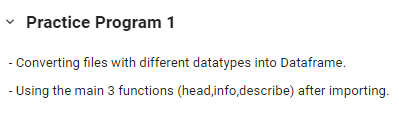 Practice Program 1
- Converting files with different datatypes into Dataframe.
- Using the main 3 functions (head,info,describe) after importing.